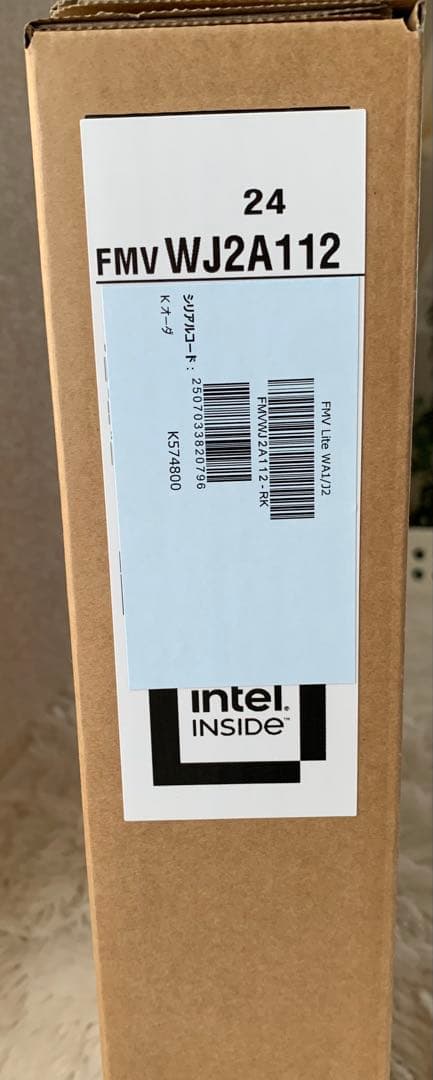 24
FMV WJ2A112
FMV Lite WA1/J2
FMVWJ2A112-RK
シリアルコード: 2507033820796
Kオーダ K574800
intel.
INSIDE™